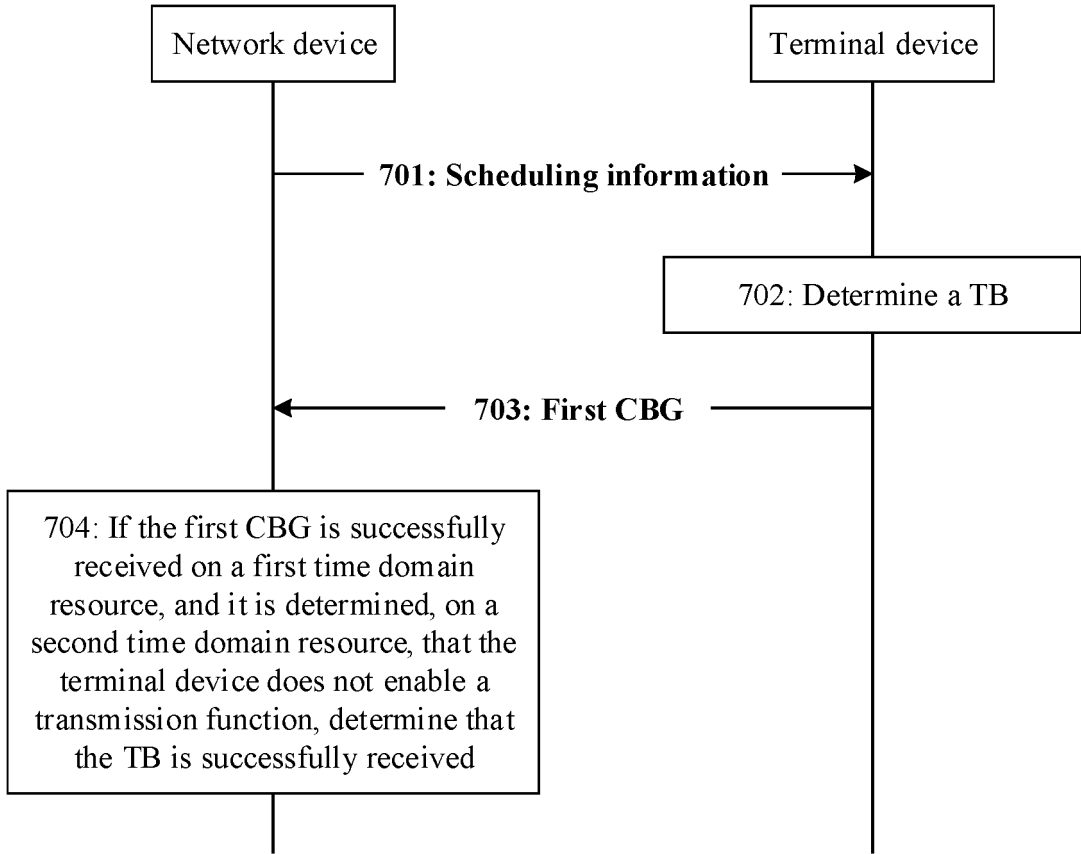 Network device
Terminal device
701: Scheduling information
702: Determine a TB
703: First CBG
704: If the first CBG is successfully
received on a first time domain
resource, and it is determined, on a
second time domain resource, that the
terminal device does not enable a
transmission function, determine that
the TB is successfully received